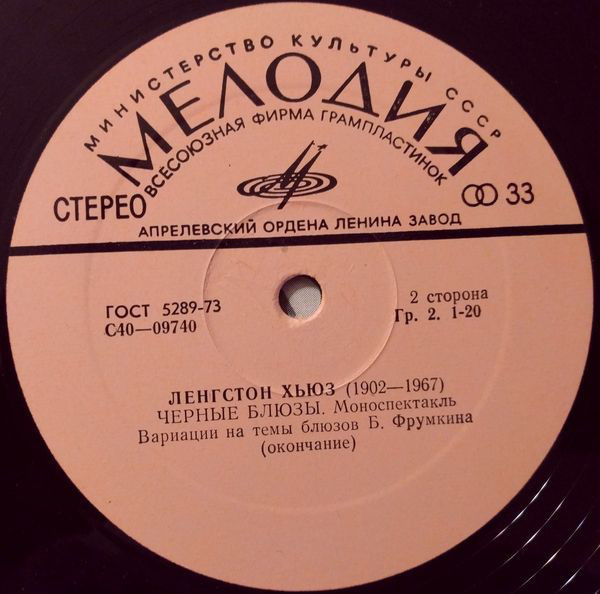 МИНИСТЕРСТВО КУЛЬТУРЫ СССР
МЕЛОДИЯ
ВСЕСОЮЗНАЯ ФИРМА ГРАМПЛАСТИНОК
СТЕРЕО
33
АПРЕЛЕВСКИЙ ОРДЕНА ЛЕНИНА ЗАВОД
ГОСТ 5289-73
С40—09740
2 сторона
Гр. 2. 1-20
ЛЕНГСТОН ХЬЮЗ (1902—1967)
ЧЕРНЫЕ БЛЮЗЫ. Моноспектакль
Вариации на темы блюзов Б. Фрумкина
(окончание)